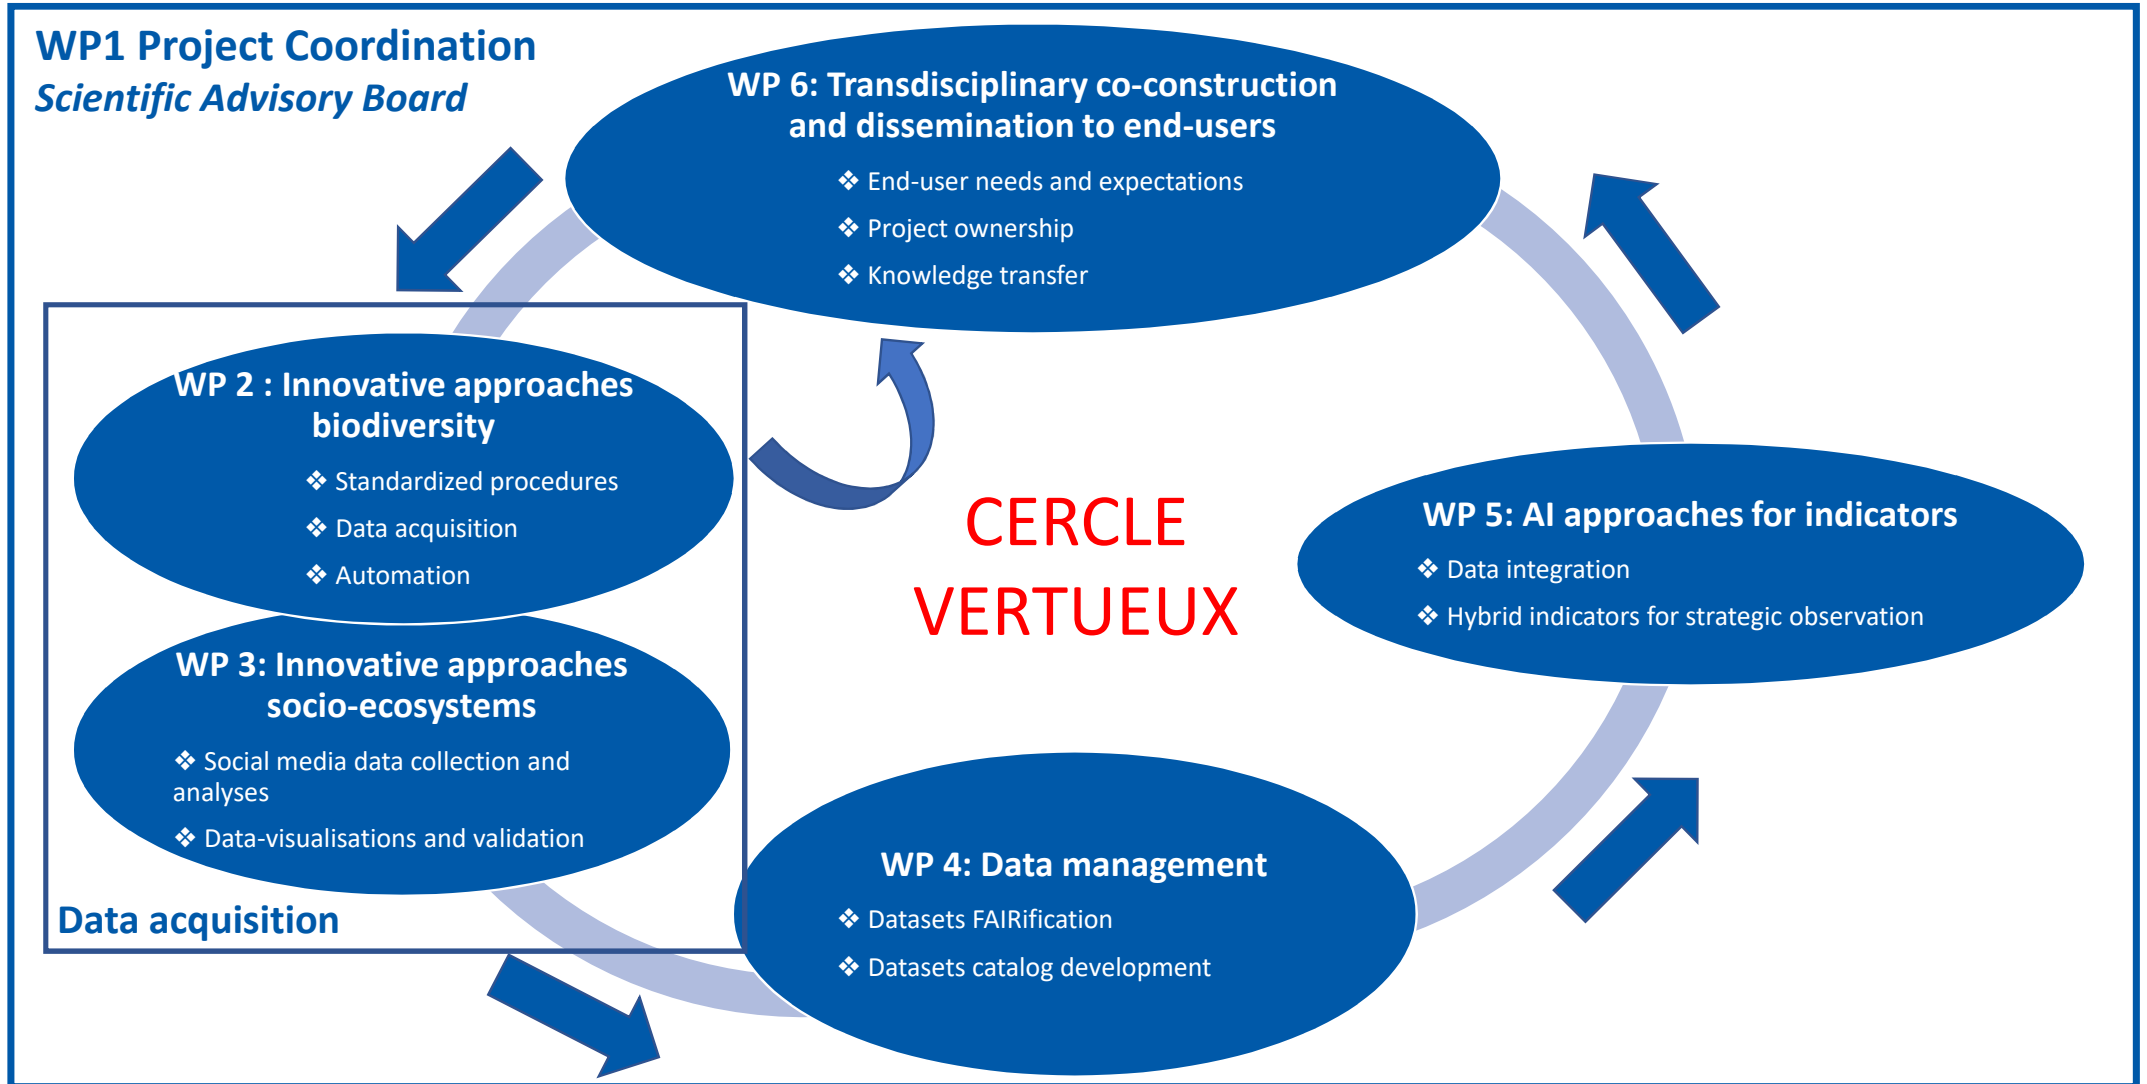 WP1 Project Coordination
Scientific Advisory Board
WP 6: Transdisciplinary co-construction
and dissemination to end-users
❖ End-user needs and expectations
❖ Project ownership
❖ Knowledge transfer
WP 2 : Innovative approaches
biodiversity
❖ Standardized procedures
❖ Data acquisition
❖ Automation
WP 3: Innovative approaches
socio-ecosystems
❖ Social media data collection and
analyses
❖ Data-visualisations and validation
Data acquisition
CERCLE
VERTUEUX
WP 5: AI approaches for indicators
❖ Data integration
❖ Hybrid indicators for strategic observation
WP 4: Data management
❖ Datasets FAIRification
❖ Datasets catalog development